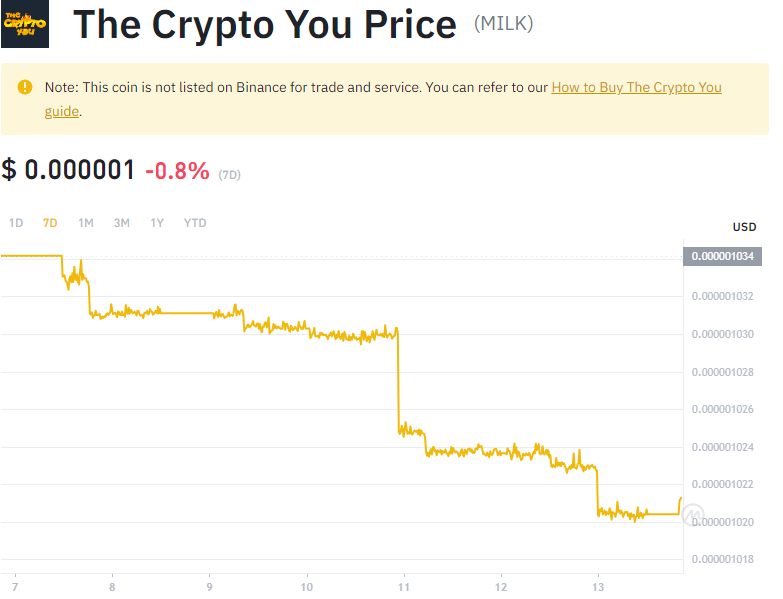 THE
CRYPTO
YOU
The Crypto You Price (MILK)
Note: This coin is not listed on Binance for trade and service. You can refer to our How to Buy The Crypto You
guide.
$ 0.000001 -0.8% (7D)
1D 7D 1M 3M 1Y YTD
USD
0.000001034
0.000001032
0.000001030
0.000001028
0.000001026
0.000001024
0.000001022
0.000001020
0.000001018
7 8 9 10 11 12 13